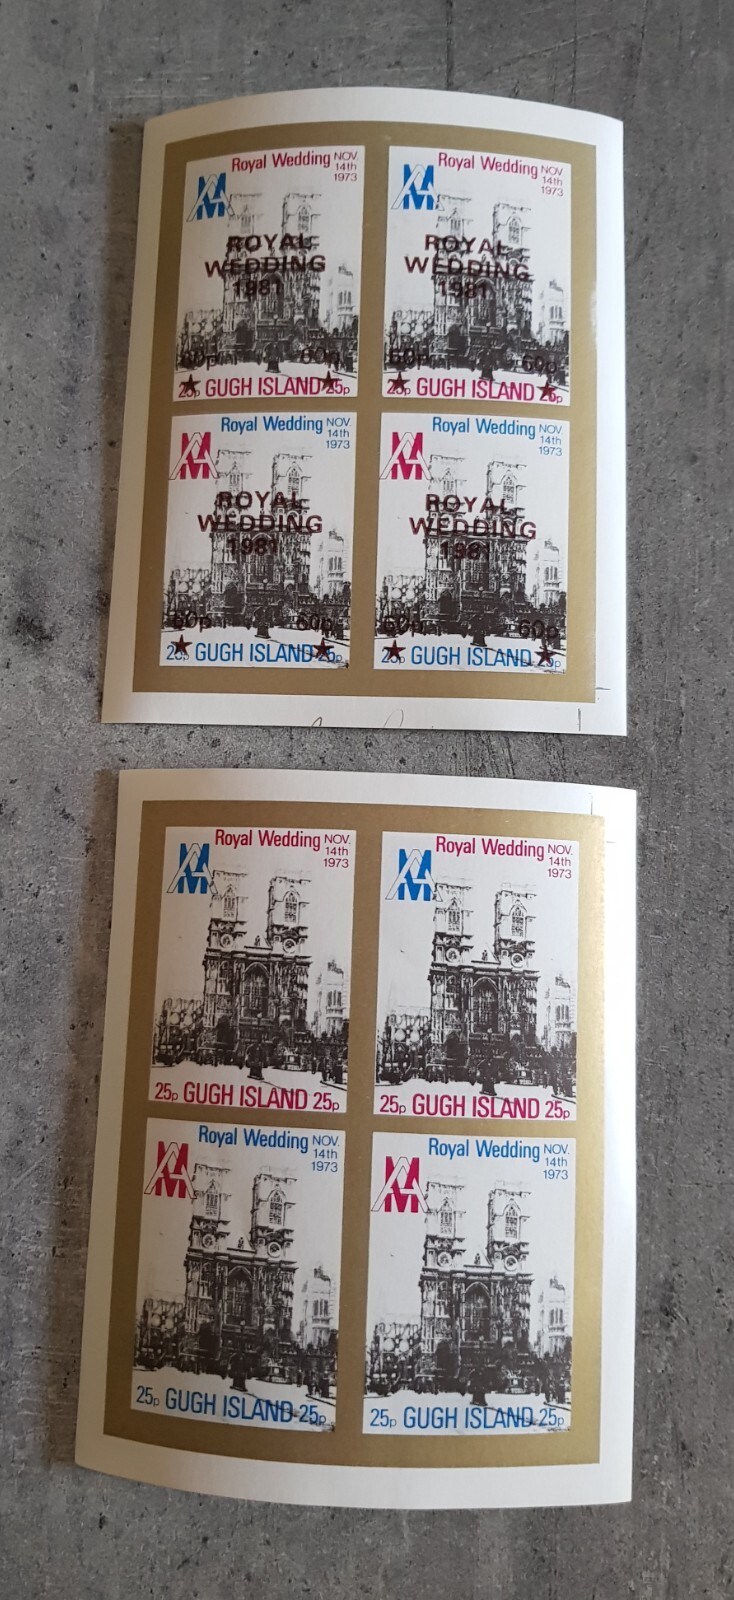 Royal Wedding NOV.
14th
1973
ROYAL
WEDDING
1981
60p 60p
25p GUGH ISLAND 25p
Royal Wedding NOV.
14th
1973
ROYAL
WEDDING
1981
60p 60p
25p GUGH ISLAND 25p
Royal Wedding NOV.
14th
1973
ROYAL
WEDDING
1981
60p 60p
25p GUGH ISLAND 25p
Royal Wedding NOV.
14th
1973
ROYAL
WEDDING
1981
60p 60p
25p GUGH ISLAND 25p
Royal Wedding NOV.
14th
1973
25p GUGH ISLAND 25p
Royal Wedding NOV.
14th
1973
25p GUGH ISLAND 25p
Royal Wedding NOV.
14th
1973
25p GUGH ISLAND 25p
Royal Wedding NOV.
14th
1973
25p GUGH ISLAND 25p